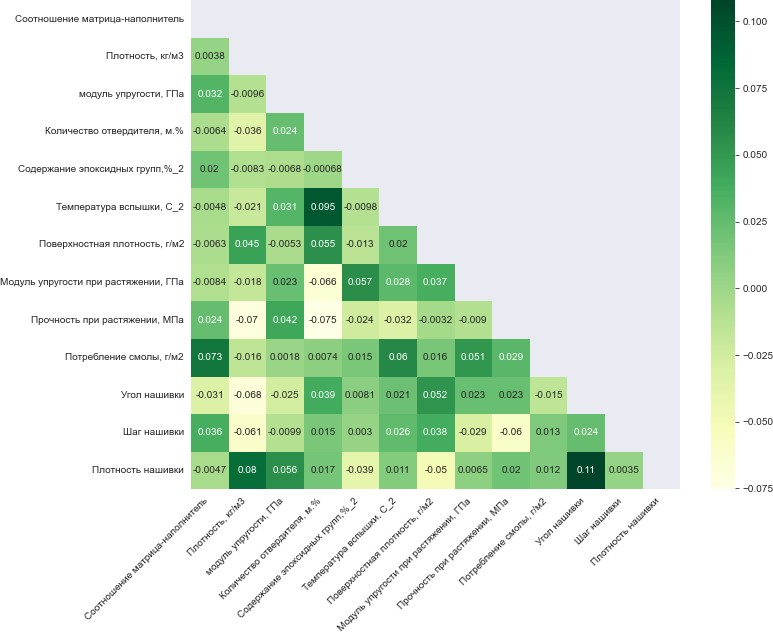 Соотношение матрица-наполнитель
Плотность, кг/м3 0.0038
модуль упругости, ГПа 0.032 -0.0096
Количество отвердителя, м.% -0.0064 -0.036 0.024
Содержание эпоксидных групп,%_2 0.02 -0.0083 -0.0068 -0.00068
Температура вспышки, С_2 -0.0048 -0.021 0.031 0.095 -0.0098
Поверхностная плотность, г/м2 -0.0063 0.045 -0.0053 0.055 -0.013 0.02
Модуль упругости при растяжении, ГПа -0.0084 -0.018 0.023 -0.066 0.057 0.028 0.037
Прочность при растяжении, МПа 0.024 -0.07 0.042 -0.075 -0.024 -0.032 -0.0032 -0.009
Потребление смолы, г/м2 0.073 -0.016 0.0018 0.0074 0.015 0.06 0.016 0.051 0.029
Угол нашивки -0.031 -0.068 -0.025 0.039 0.0081 0.021 0.052 0.023 0.023 -0.015
Шаг нашивки 0.036 -0.061 -0.0099 0.015 0.003 0.026 0.038 -0.029 -0.06 0.013 0.024
Плотность нашивки -0.0047 0.08 0.056 0.017 -0.039 0.011 -0.05 0.0065 0.02 0.012 0.11 0.0035
Соотношение матрица-наполнитель
Плотность, кг/м3
модуль упругости, ГПа
Количество отвердителя, м.%
Содержание эпоксидных групп,%_2
Температура вспышки, С_2
Поверхностная плотность, г/м2
Модуль упругости при растяжении, ГПа
Прочность при растяжении, МПа
Потребление смолы, г/м2
Угол нашивки
Шаг нашивки
Плотность нашивки
0.100
0.075
0.050
0.025
0.000
-0.025
-0.050
-0.075